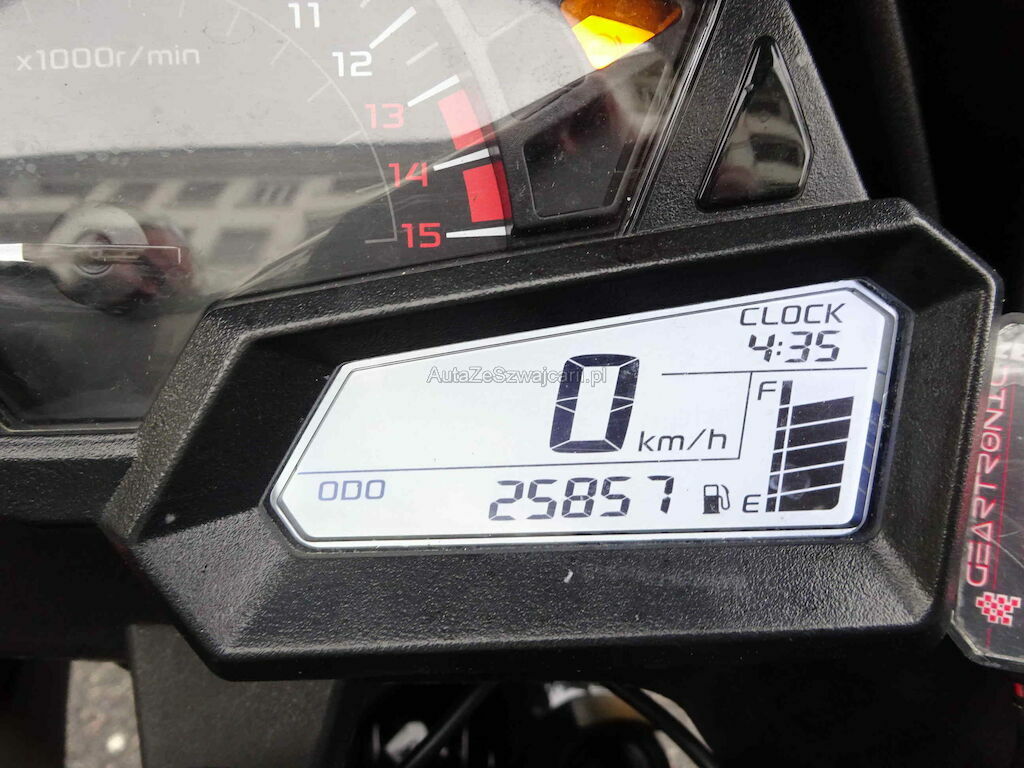 11
x1000r/min
12
13
14
15
CLOCK
4:35
AutaZeSzwajcarii.pl
0 km/h
F
ODO 25857
E
GEARTRONIC